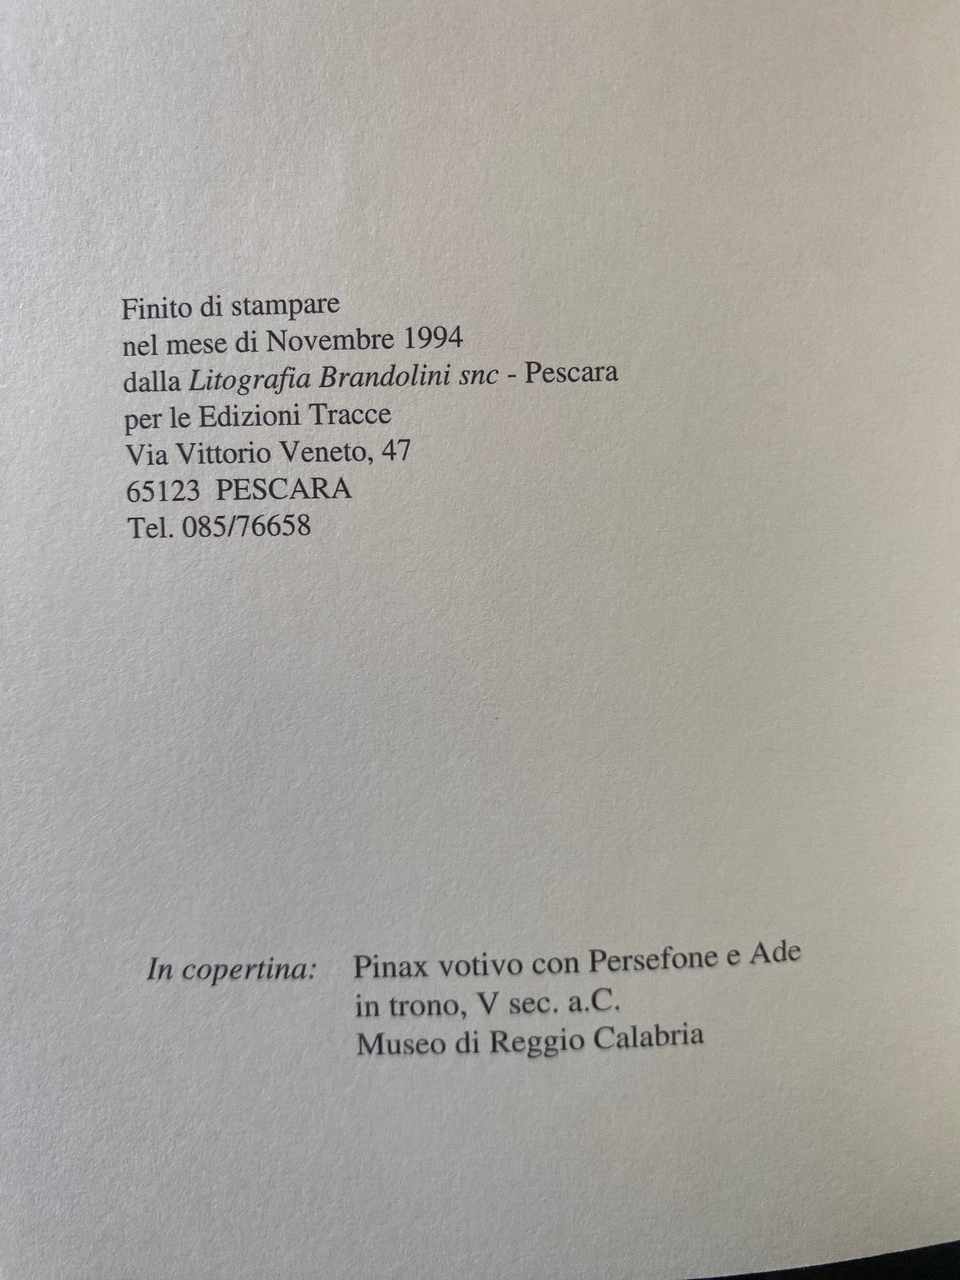 Finito di stampare
nel mese di Novembre 1994
dalla Litografia Brandolini snc - Pescara
per le Edizioni Tracce
Via Vittorio Veneto, 47
65123 PESCARA
Tel. 085/76658
In copertina: Pinax votivo con Persefone e Ade
in trono, V sec. a.C.
Museo di Reggio Calabria